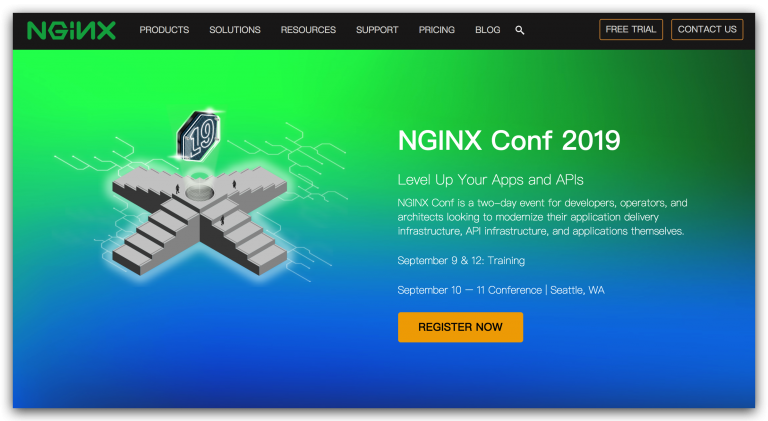 NGINX
PRODUCTS
SOLUTIONS
RESOURCES
SUPPORT
PRICING
BLOG
FREE TRIAL
CONTACT US
19
NGINX Conf 2019
Level Up Your Apps and APIs
NGINX Conf is a two-day event for developers, operators, and
architects looking to modernize their application delivery
infrastructure, API infrastructure, and applications themselves.
September 9 & 12: Training
September 10 – 11 Conference | Seattle, WA
REGISTER NOW